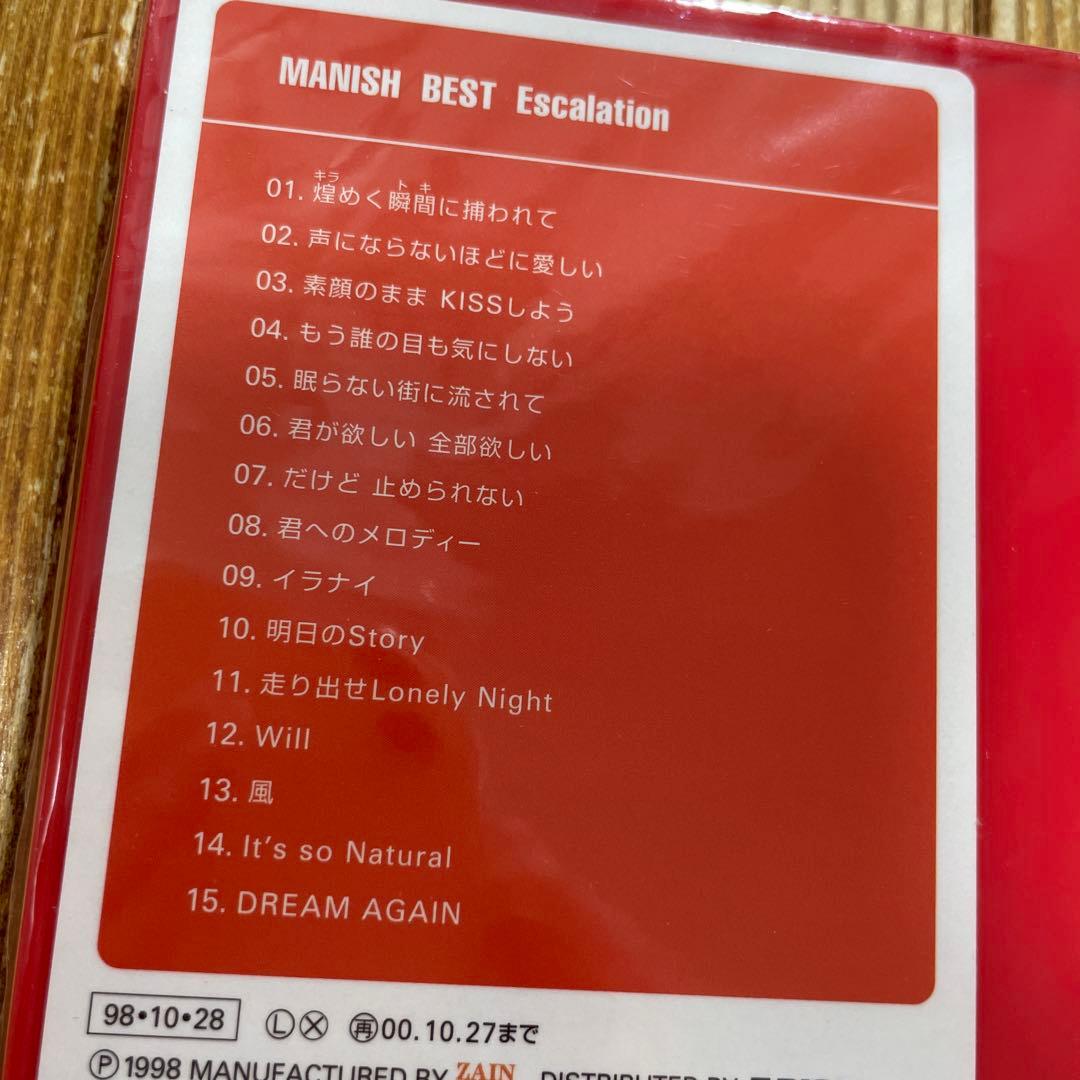 MANISH BEST Escalation
キラ トキ
01. 煌めく瞬間に捕われて
02. 声にならないほどに愛しい
03. 素顔のまま KISSしよう
04. もう誰の目も気にしない
05. 眠らない街に流されて
06. 君が欲しい 全部欲しい
07. だけど 止められない
08. 君へのメロディー
09. イラナイ
10. 明日のStory
11. 走り出せLonely Night
12. Will
13. 風
14. It's so Natural
15. DREAM AGAIN
98•10•28 Ⓛ ⓧ ㊢00.10.27まで
Ⓟ1998 MANUFACTURED BY ZAIN DISTRIBUTED BY